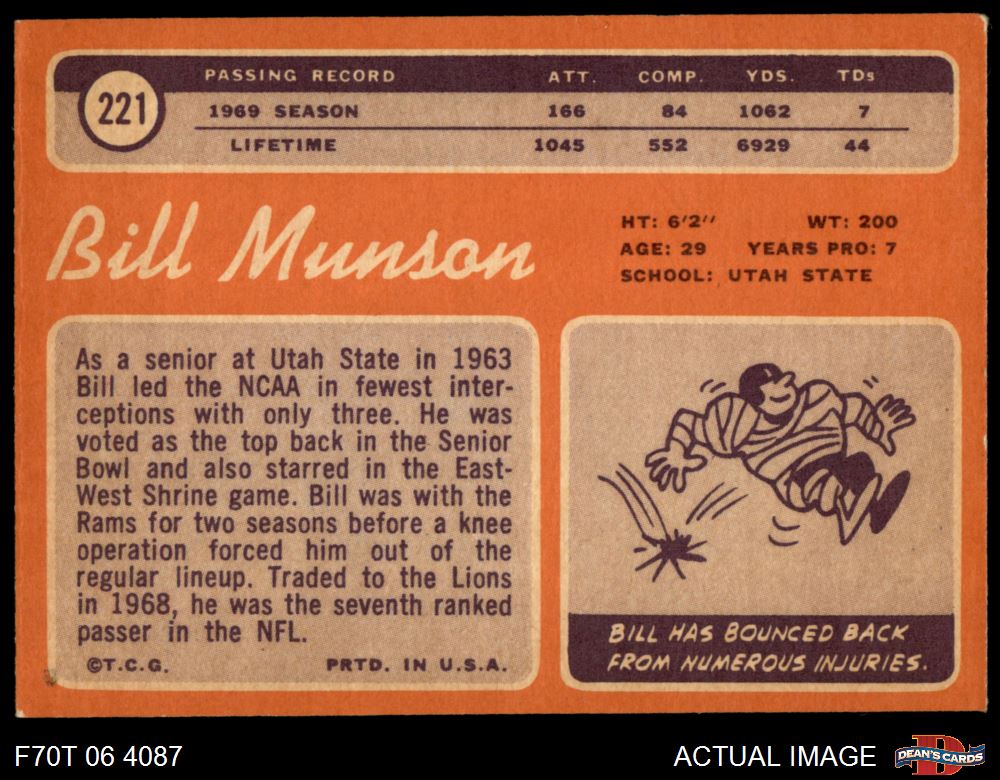 221
PASSING RECORD ATT. COMP. YDS. TDs
1969 SEASON 166 84 1062 7
LIFETIME 1045 552 6929 44
Bill Munson
HT: 6'2'' WT: 200
AGE: 29 YEARS PRO: 7
SCHOOL: UTAH STATE
As a senior at Utah State in 1963
Bill led the NCAA in fewest inter-
ceptions with only three. He was
voted as the top back in the Senior
Bowl and also starred in the East-
West Shrine game. Bill was with the
Rams for two seasons before a knee
operation forced him out of the
regular lineup. Traded to the Lions
in 1968, he was the seventh ranked
passer in the NFL.
©T.C.G. PRTD. IN U.S.A.
BILL HAS BOUNCED BACK
FROM NUMEROUS INJURIES.
F70T 06 4087
ACTUAL IMAGE
D
DEAN'S CARDS